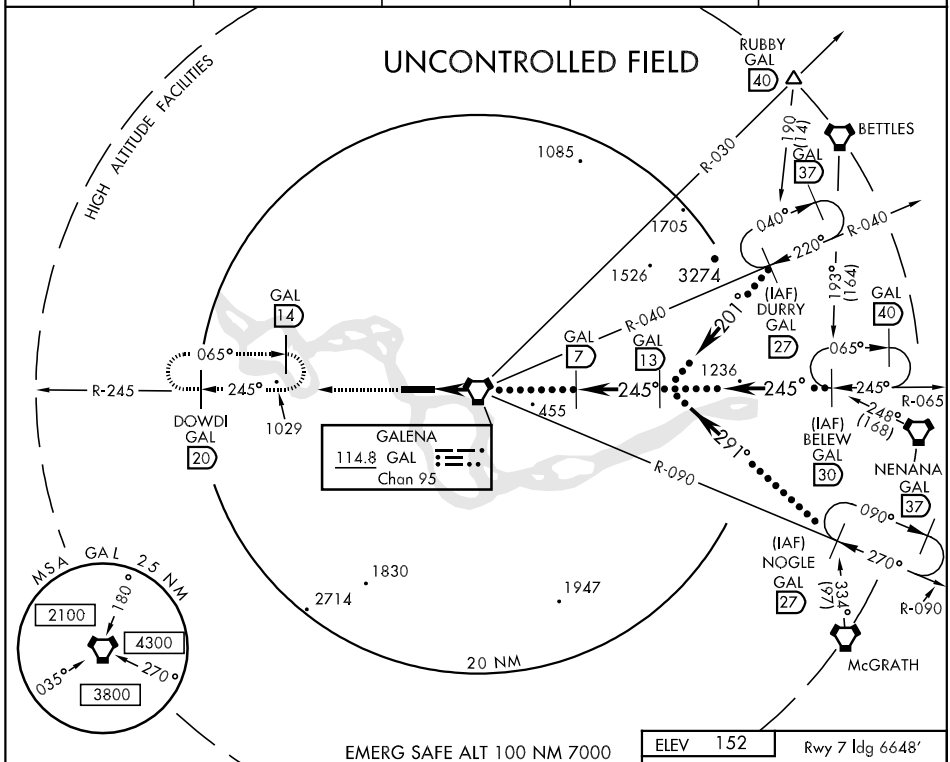 UNCONTROLLED FIELD
HIGH ALTITUDE FACILITIES
RUBBY
GAL
40
BETTLES
190
(14)
GAL
37
R-030
1085
1705
1526
3274
040°
220°
R-040
R-040
201°
(IAF)
DURRY
GAL
27
193°
(164)
GAL
40
GAL
14
065°
245°
R-245
DOWDI
GAL
20
1029
GAL
7
GAL
13
245°
1236
245°
065°
245°
R-065
248°
(168)
455
GALENA
114.8 GAL
Chan 95
(IAF)
BELEW
GAL
30
NENANA
GAL
37
291°
R-090
090°
270°
R-090
(IAF)
NOGLE
GAL
27
334°
(97)
McGRATH
1830
2714
1947
20 NM
MSA GAL 25 NM
180°
2100
4300
035°
270°
3800
EMERG SAFE ALT 100 NM 7000
ELEV 152
Rwy 7 ldg 6648'